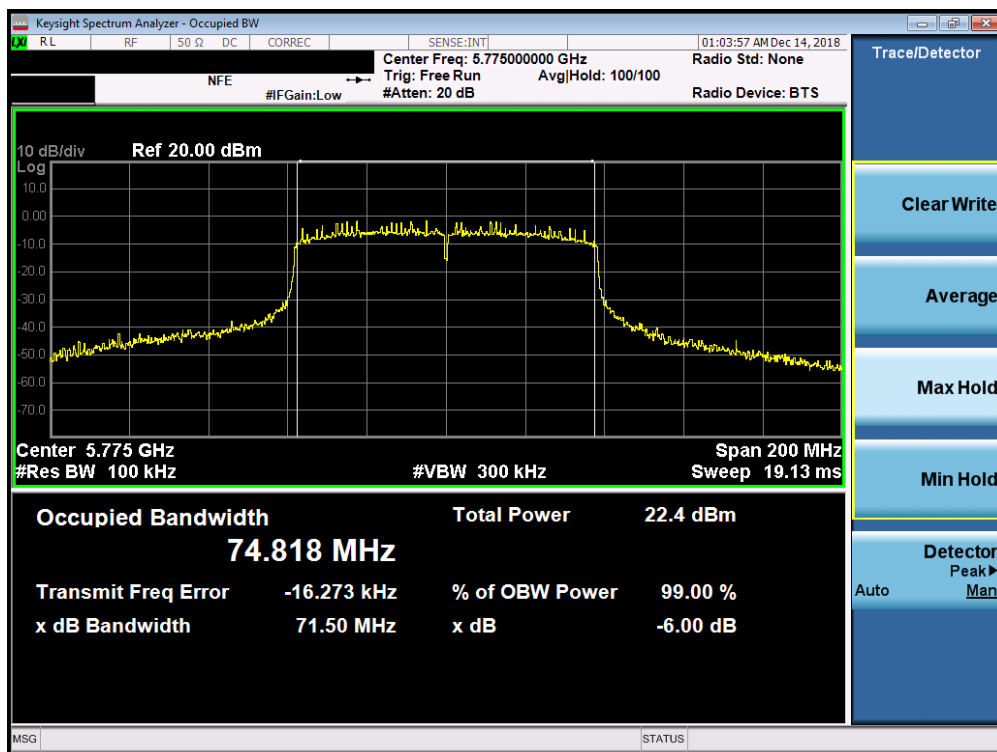 Keysight Spectrum Analyzer - Occupied BW
LXI RL RF 50 Ω DC CORREC SENSE:INT 01:03:57 AM Dec 14, 2018
Center Freq: 5.775000000 GHz Radio Std: None
NFE Trig: Free Run Avg|Hold: 100/100
#IFGain:Low #Atten: 20 dB Radio Device: BTS
Trace/Detector
10 dB/div Ref 20.00 dBm
Log
10.0
0.00
-10.0
-20.0
-30.0
-40.0
-50.0
-60.0
-70.0
Center 5.775 GHz Span 200 MHz
#Res BW 100 kHz #VBW 300 kHz Sweep 19.13 ms
Occupied Bandwidth Total Power 22.4 dBm
74.818 MHz
Transmit Freq Error -16.273 kHz % of OBW Power 99.00 %
x dB Bandwidth 71.50 MHz x dB -6.00 dB
Clear Write
Average
Max Hold
Min Hold
Detector
Peak▶
Auto Man
MSG STATUS